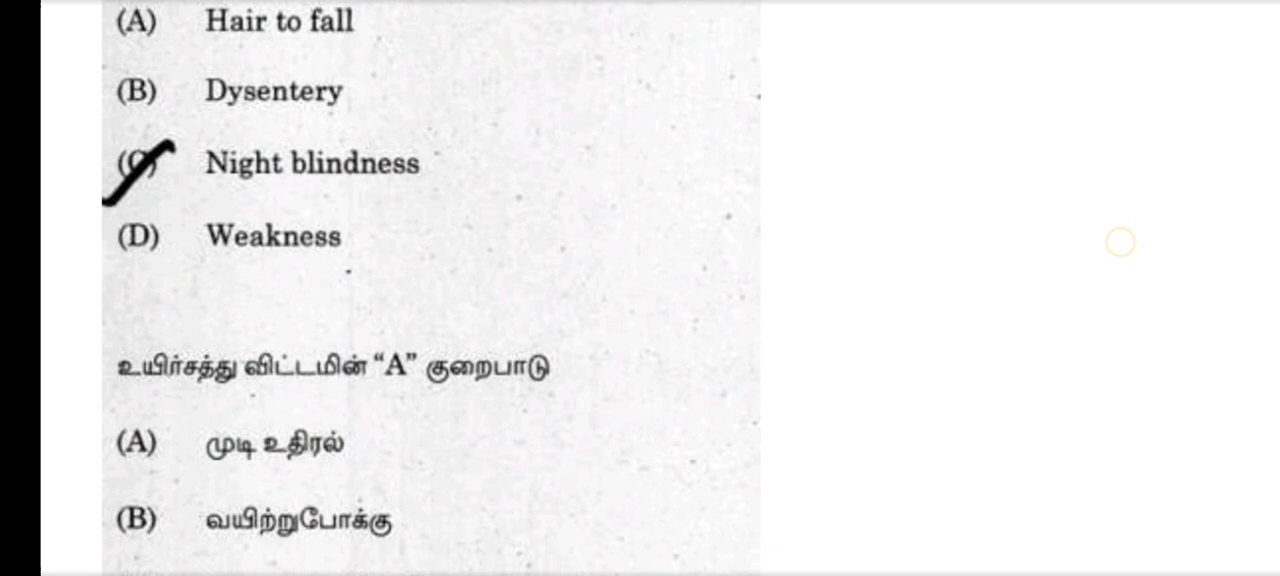 (A) Hair to fall
(B) Dysentery
(C) Night blindness
(D) Weakness
உயிர்சத்து விட்டமின் “A” குறைபாடு
(A) முடி உதிரல்
(B) வயிற்றுபோக்கு